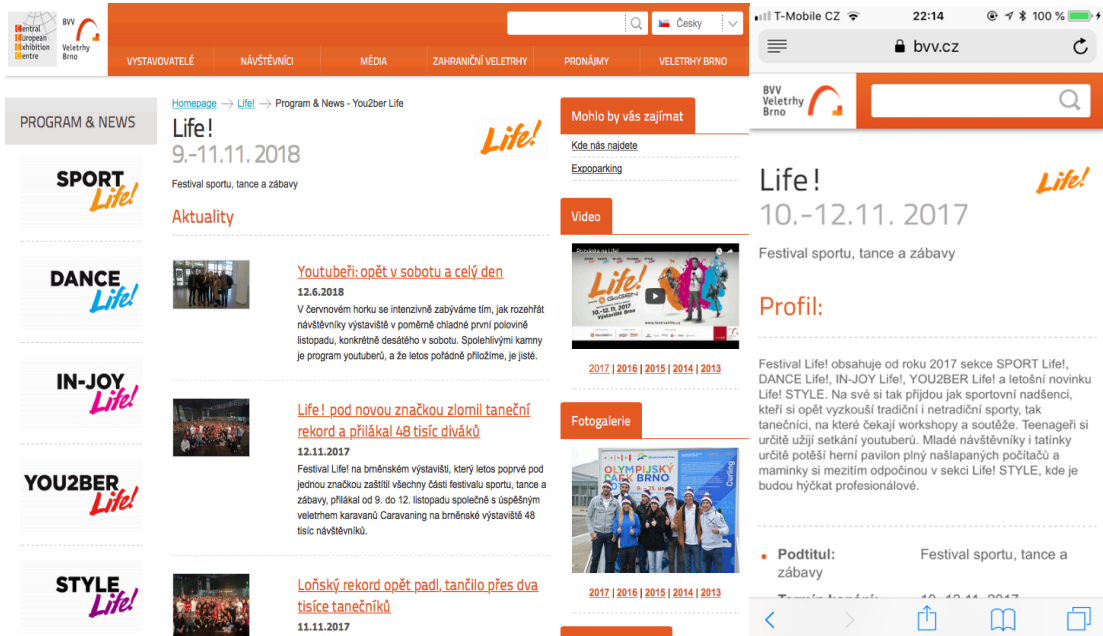 Central
European
Exhibition
Centre
BVV
Veletrhy
Brno
Česky
VYSTAVOVATELÉ
NÁVŠTĚVNÍCI
MÉDIA
ZAHRANIČNÍ VELETRHY
PRONÁJMY
VELETRHY BRNO
PROGRAM & NEWS
SPORT
Life!
DANCE
Life!
IN-JOY
Life!
YOU2BER
Life!
STYLE
Life!
Homepage → Life! → Program & News - You2ber Life
Life!
9.-11.11. 2018
Life!
Festival sportu, tance a zábavy
Aktuality
Youtubeři: opět v sobotu a celý den
12.6.2018
V červnovém horku se intenzivně zabýváme tím, jak rozehřát
návštěvníky výstaviště v poměrně chladné první polovině
listopadu, konkrétně desátého v sobotu. Spolehlivými kamny
je program youtuberů, a že letos pořádně přiložíme, je jisté.
Life! pod novou značkou zlomil taneční
rekord a přilákal 48 tisíc diváků
12.11.2017
Festival Life! na brněnském výstavišti, který letos poprvé pod
jednou značkou zaštítil všechny části festivalu sportu, tance a
zábavy, přilákal od 9. do 12. listopadu společně s úspěšným
veletrhem karavanů Caravaning na brněnské výstaviště 48
tisíc návštěvníků.
Loňský rekord opět padl, tančilo přes dva
tisíce tanečníků
11.11.2017
Mohlo by vás zajímat
Kde nás najdete
Expoparking
Video
Pozvánka na Life!
Life!
10.-12.11. 2017
Výstaviště Brno
2017 | 2016 | 2015 | 2014 | 2013
Fotogalerie
OLYMPIJSKÝ
PARK BRNO
Curling
2017 | 2016 | 2015 | 2014 | 2013
T-Mobile CZ
22:14
100 %
bvv.cz
BVV
Veletrhy
Brno
Life!
10.-12.11. 2017
Life!
Festival sportu, tance a zábavy
Profil:
Festival Life! obsahuje od roku 2017 sekce SPORT Life!,
DANCE Life!, IN-JOY Life!, YOU2BER Life! a letošní novinku
Life! STYLE. Na své si tak přijdou jak sportovní nadšenci,
kteří si opět vyzkouší tradiční i netradiční sporty, tak
tanečníci, na které čekají workshopy a soutěže. Teenageři si
určitě užijí setkání youtuberů. Mladé návštěvníky i tatínky
určitě potěší herní pavilon plný našlapaných počítačů a
maminky si mezitím odpočinou v sekci Life! STYLE, kde je
budou hýčkat profesionálové.
• Podtitul: Festival sportu, tance a
zábavy